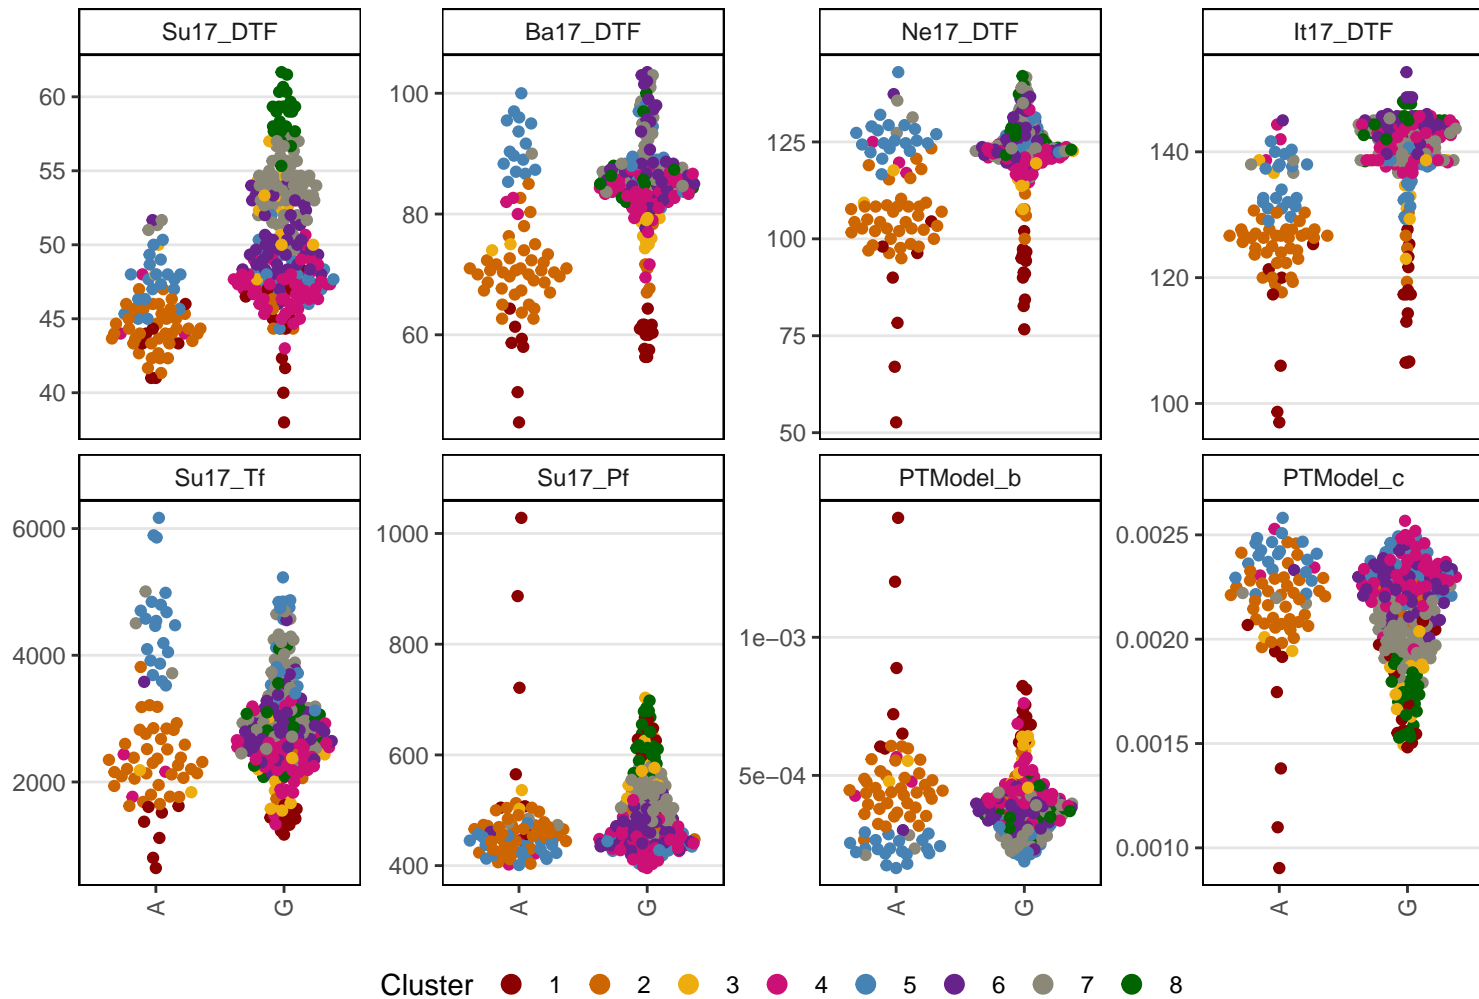 Su17_DTF Ba17_DTF Ne17_DTF It17_DTF
60 55 50 45 40
100 80 60
125 100 75 50
140 120 100
Su17_Tf Su17_Pf PTModel_b PTModel_c
6000 4000 2000
1000 800 600 400
1e−03 5e−04
0.0025 0.0020 0.0015 0.0010
A G A G A G A G
Cluster 1 2 3 4 5 6 7 8